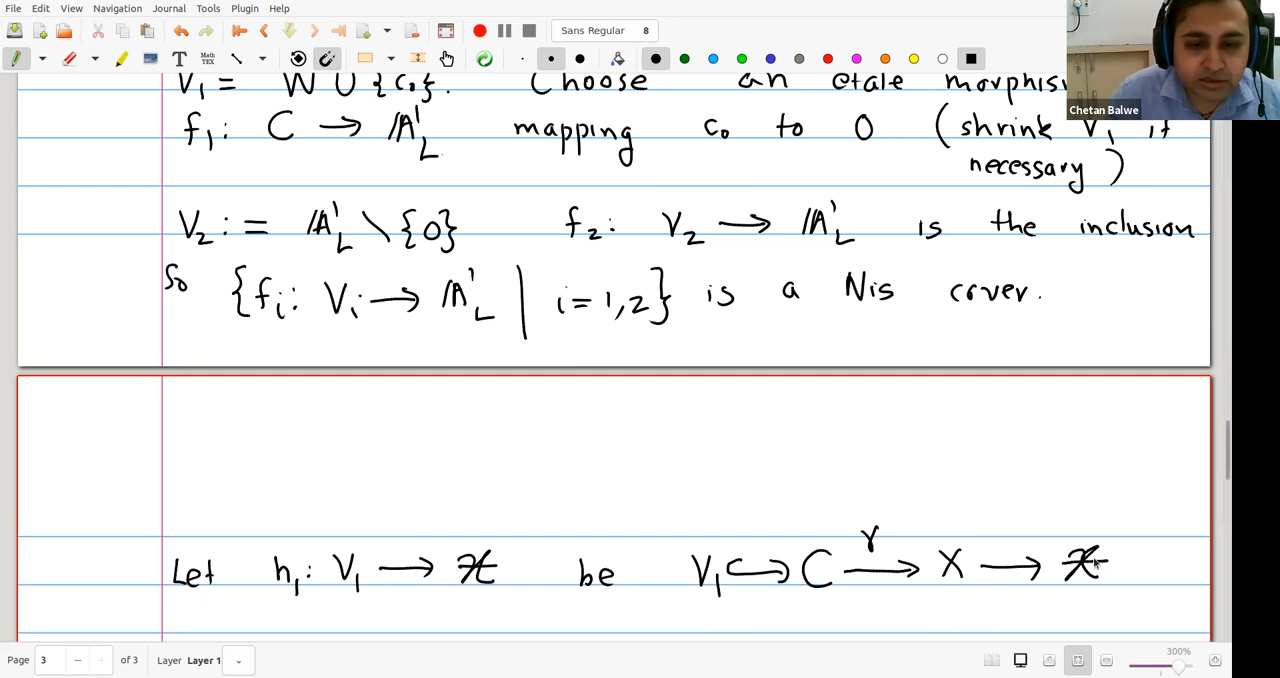 File Edit View Navigation Journal Tools Plugin Help
Sans Regular 8
Chetan Balwe
V₁ = W ∪ {c₀}. Choose an etale morphis
f₁: C → 𝔸¹_L mapping c₀ to 0 (shrink V₁ if
necessary)
V₂ := 𝔸¹_L \ {0} f₂: V₂ → 𝔸¹_L is the inclusion
So {fᵢ: Vᵢ → 𝔸¹_L | i = 1,2} is a Nis cover.
Let h₁: V₁ → 𝒳 be V₁ ↪ C →^γ X → 𝒳
Page 3 of 3 Layer Layer 1 300%